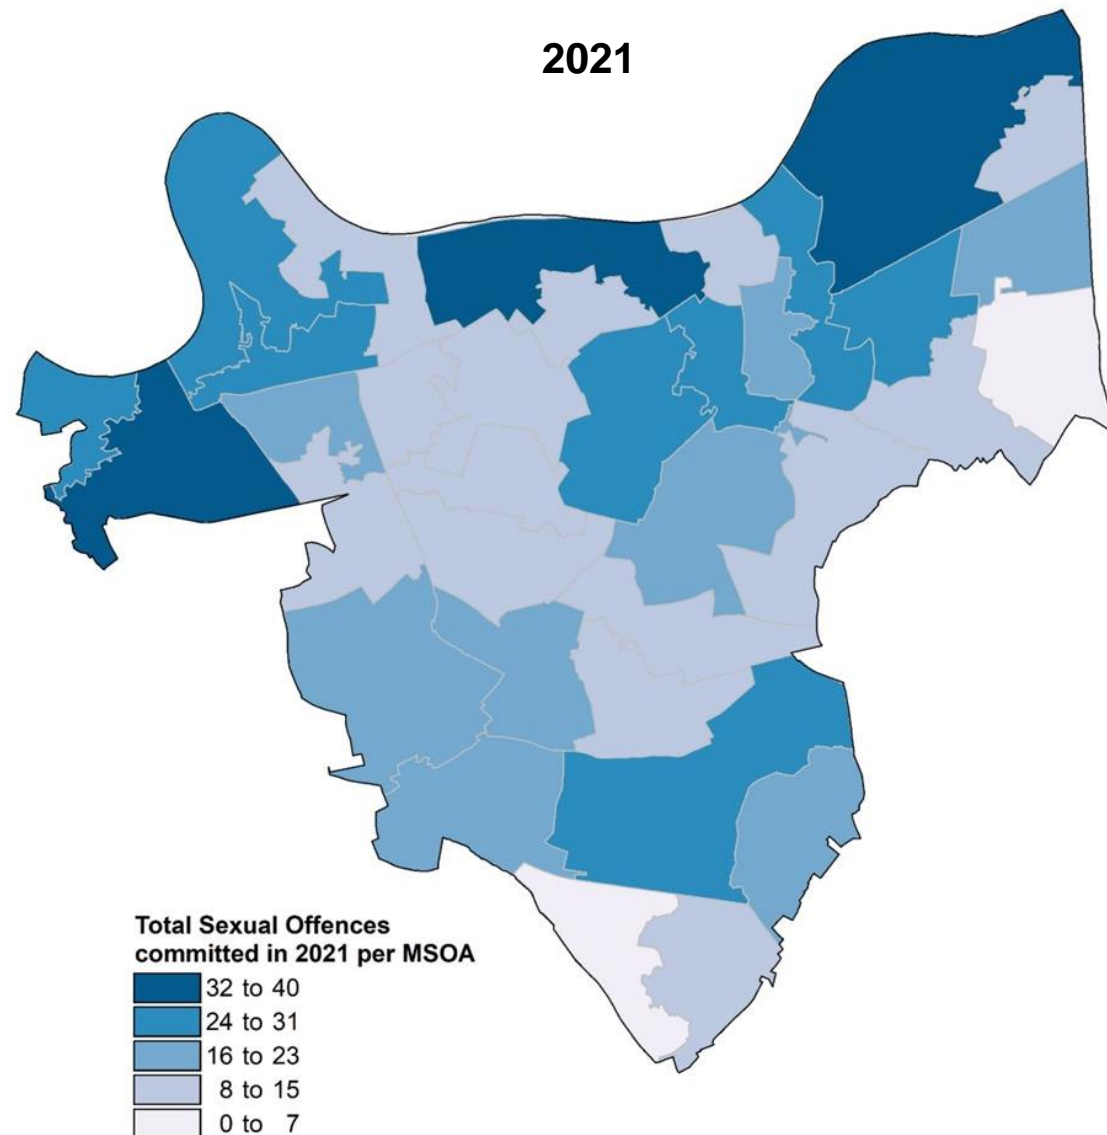 2021
Total Sexual Offences
committed in 2021 per MSOA
32 to 40
24 to 31
16 to 23
8 to 15
0 to 7